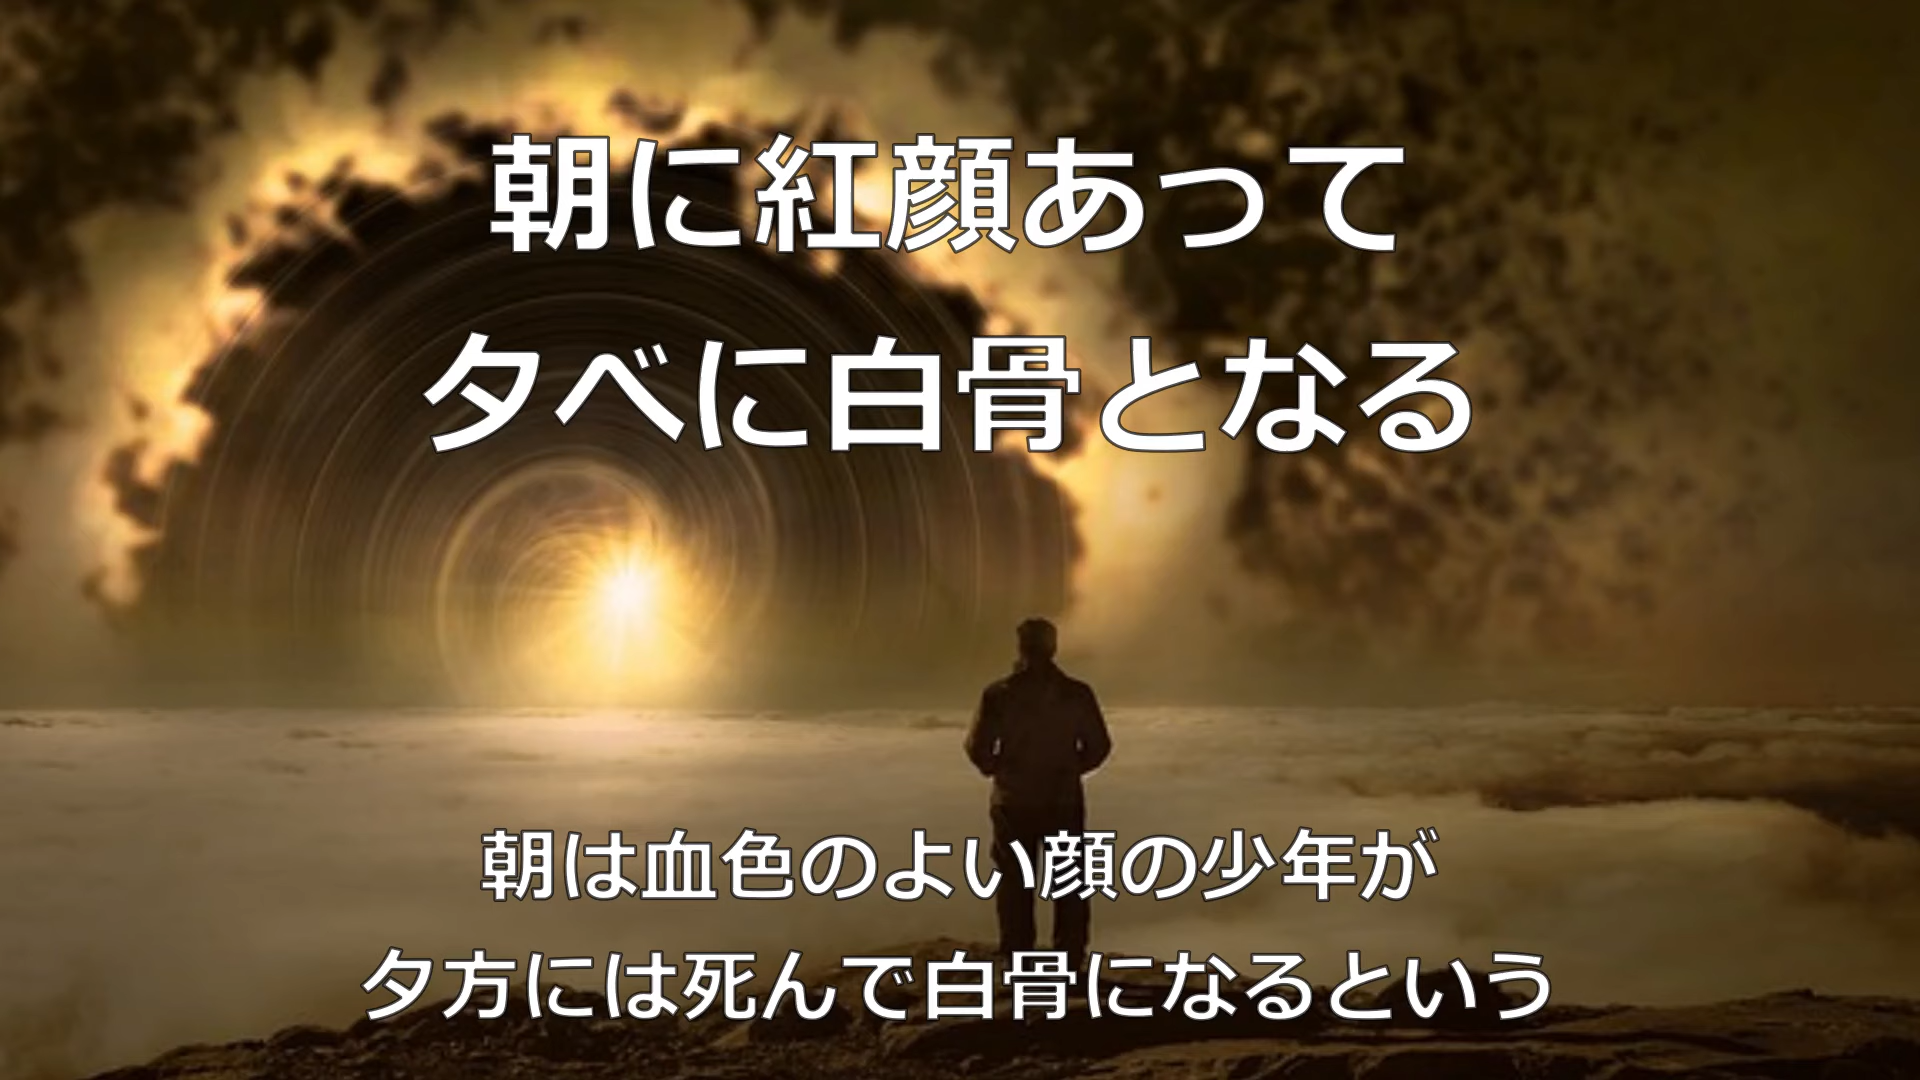 朝に紅顔あって
夕べに白骨となる
朝は血色のよい顔の少年が
夕方には死んで白骨になるという